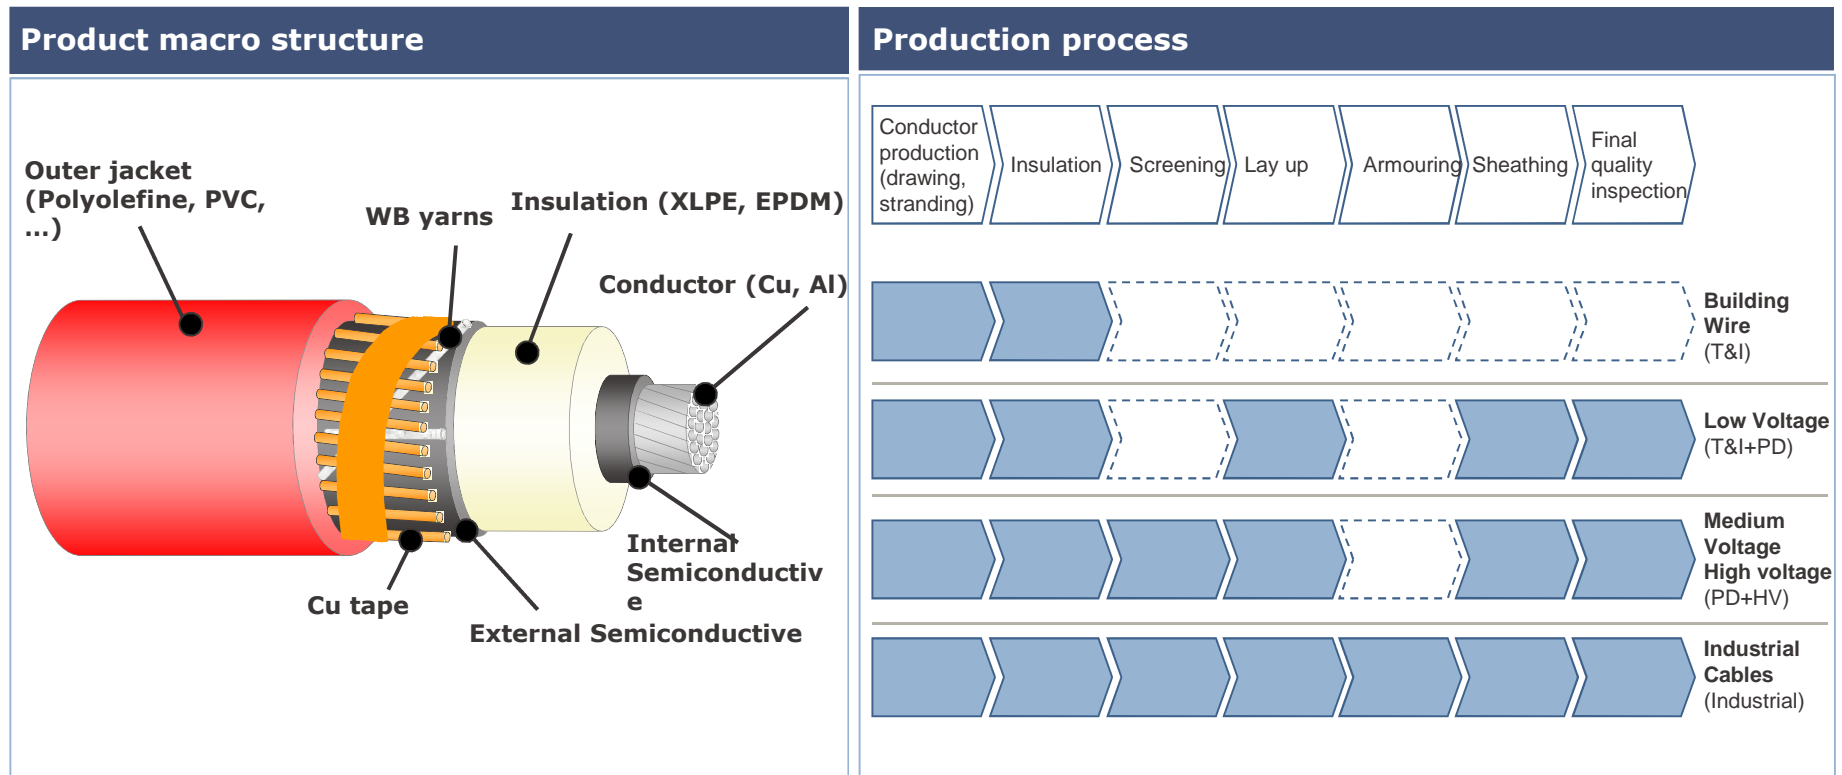 Product macro structure
Outer jacket
(Polyolefine, PVC,
...)
WB yarns
Insulation (XLPE, EPDM)
Conductor (Cu, Al)
Internal
Semiconductiv
e
Cu tape
External Semiconductive
Production process
Conductor
production
(drawing,
stranding)
Insulation
Screening
Lay up
Armouring
Sheathing
Final
quality
inspection
Building
Wire
(T&I)
Low Voltage
(T&I+PD)
Medium
Voltage
High voltage
(PD+HV)
Industrial
Cables
(Industrial)